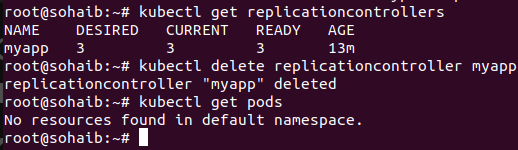 root@sohaib:~# kubectl get replicationcontrollers
NAME DESIRED CURRENT READY AGE
myapp 3 3 3 13m
root@sohaib:~# kubectl delete replicationcontroller myapp
replicationcontroller "myapp" deleted
root@sohaib:~# kubectl get pods
No resources found in default namespace.
root@sohaib:~#